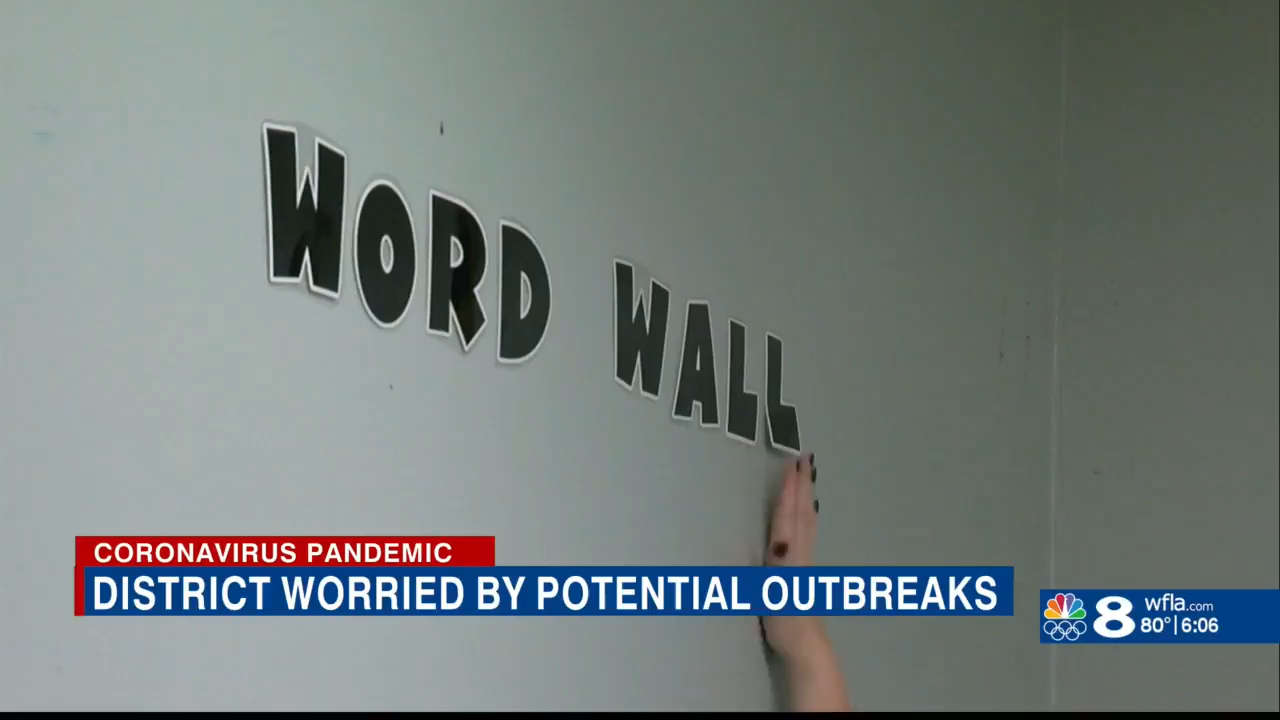 WORD WALL
CORONAVIRUS PANDEMIC
DISTRICT WORRIED BY POTENTIAL OUTBREAKS
8 wfla.com
80° | 6:06